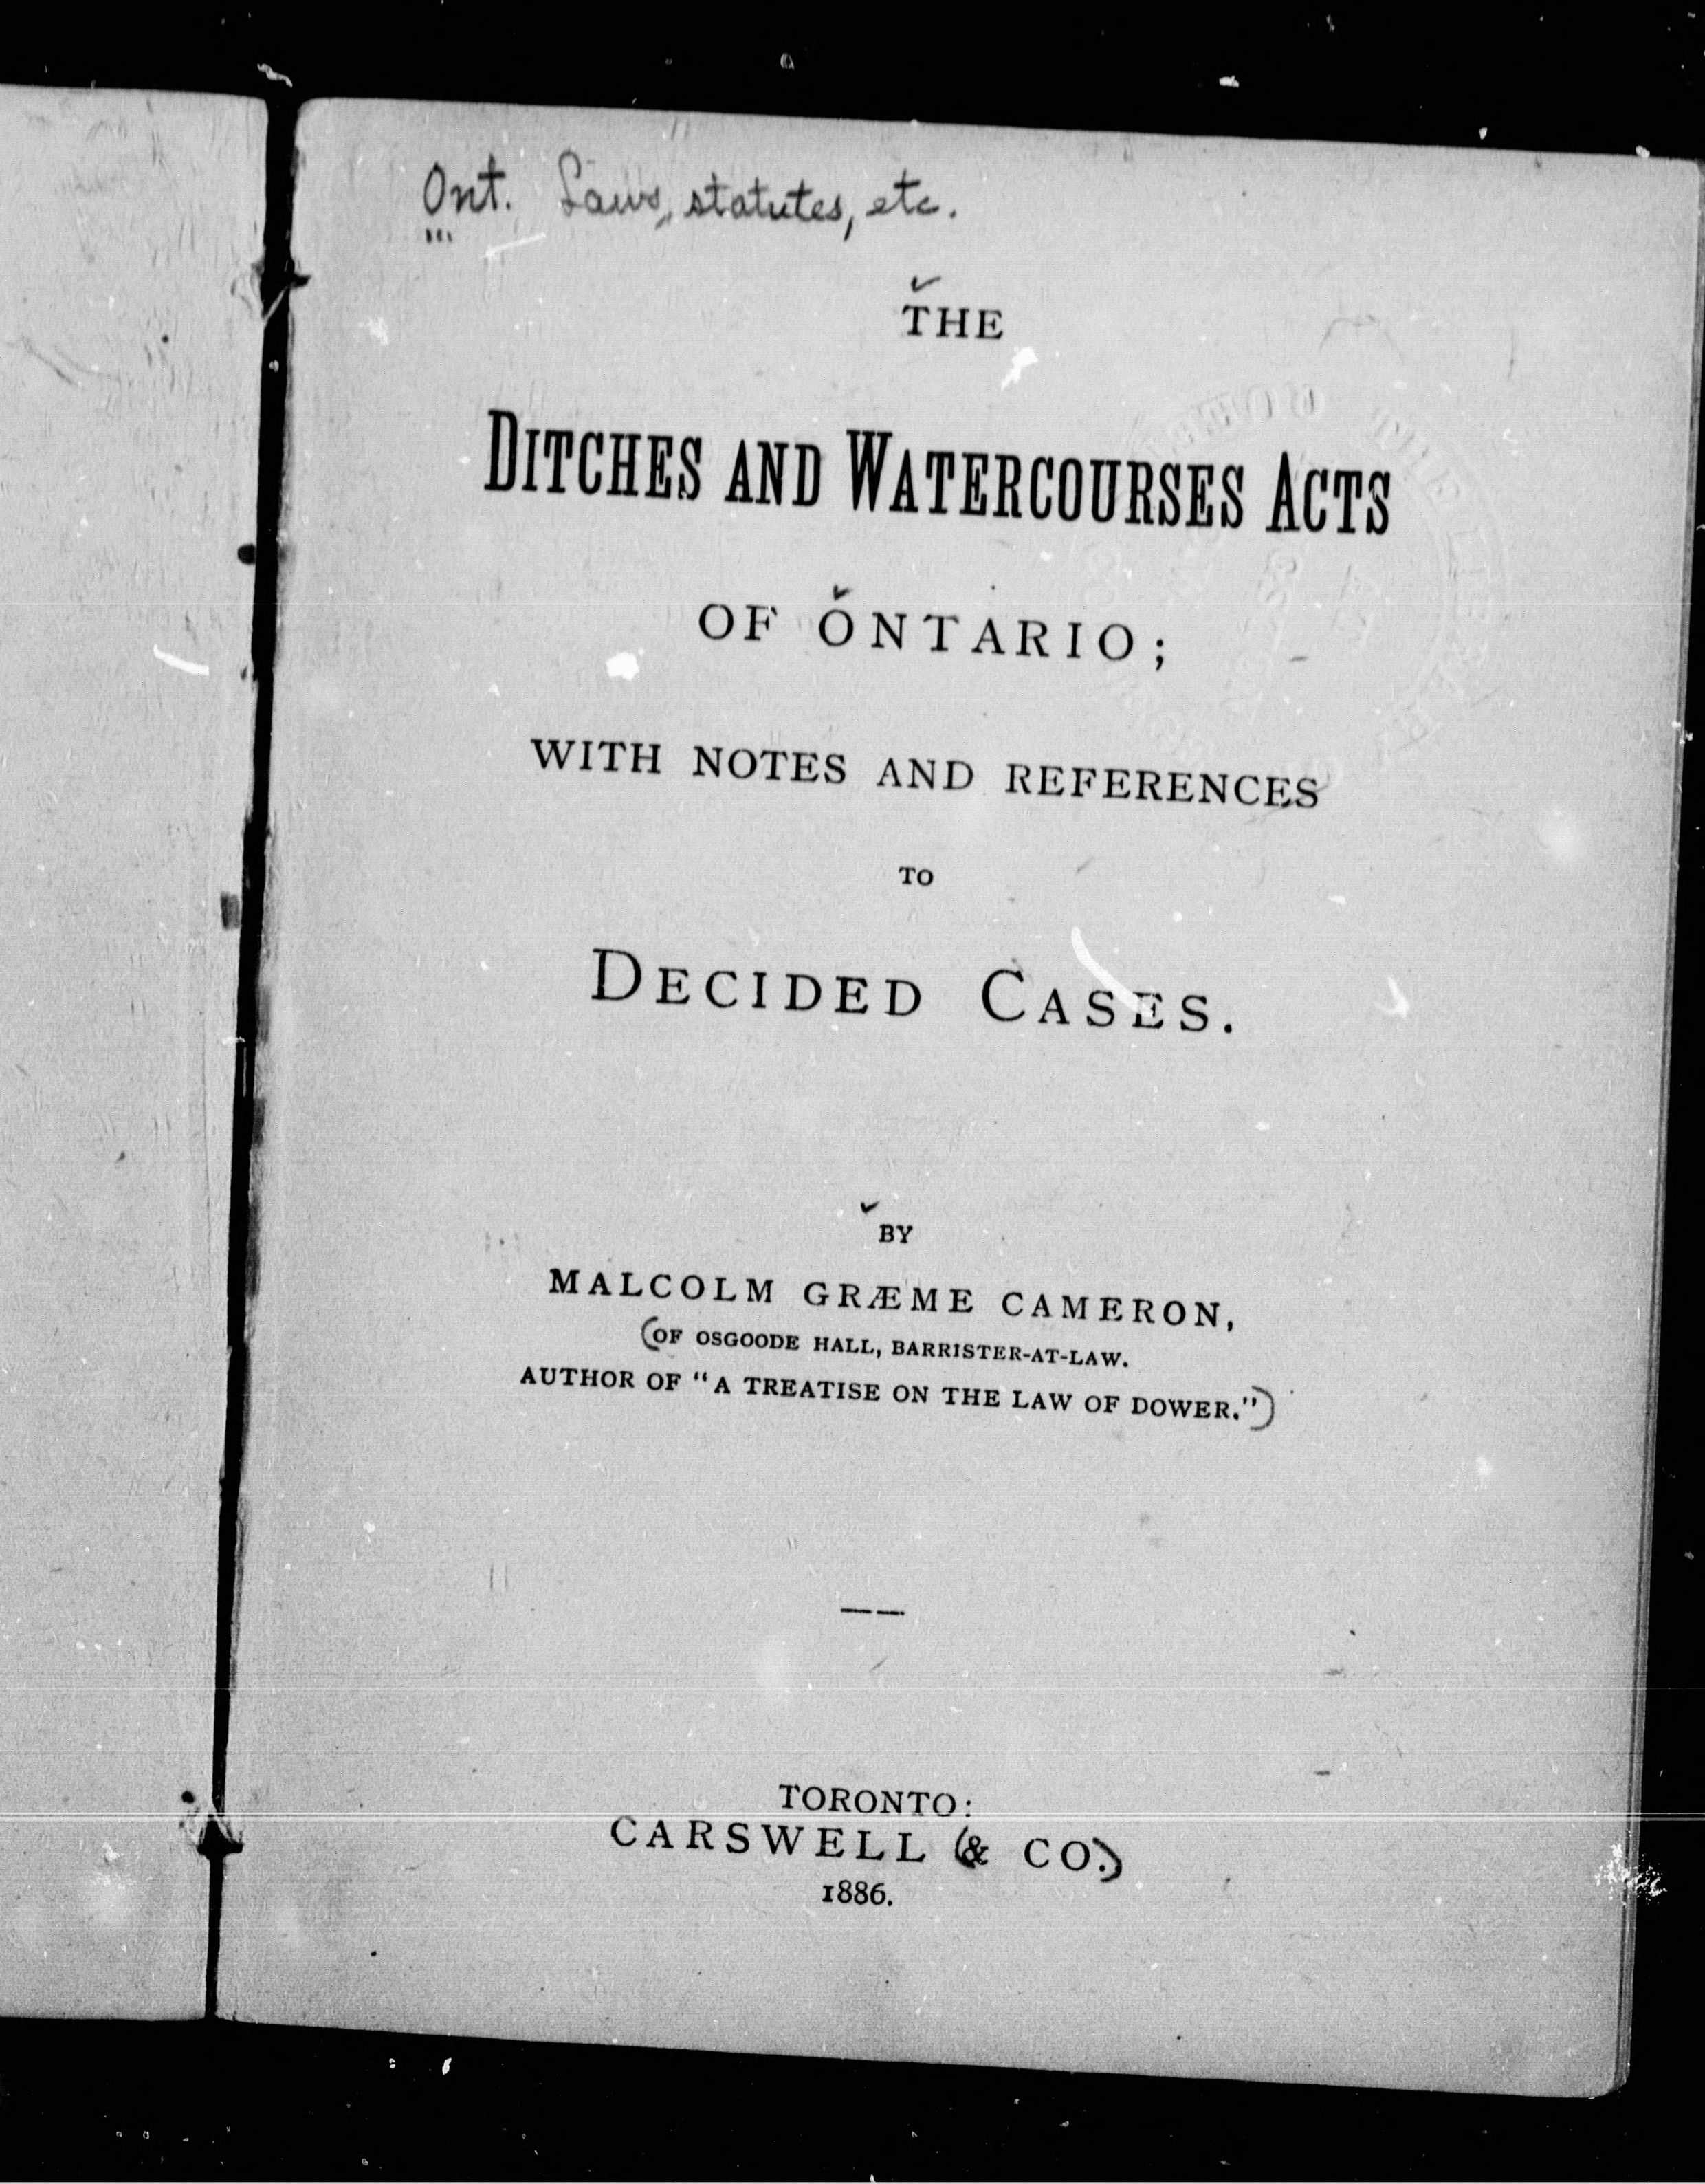 Ont. Laws, statutes, etc.
THE
DITCHES AND WATERCOURSES ACTS
OF ONTARIO;
WITH NOTES AND REFERENCES
TO
DECIDED CASES.
BY
MALCOLM GRÆME CAMERON,
(OF OSGOODE HALL, BARRISTER-AT-LAW.
AUTHOR OF "A TREATISE ON THE LAW OF DOWER.")
TORONTO:
CARSWELL (& CO.)
1886.